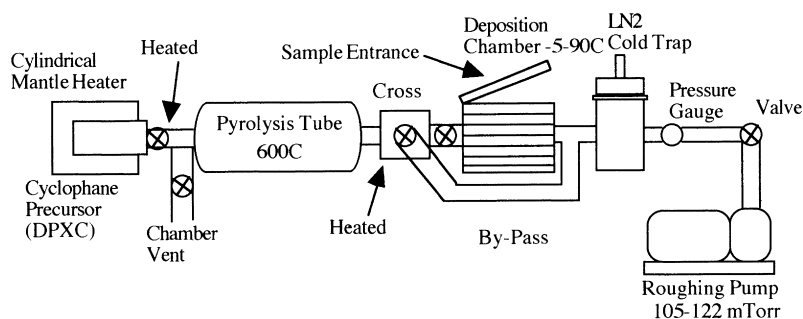 Cylindrical
Mantle Heater
Heated
Cyclophane
Precursor
(DPXC)
Chamber
Vent
Pyrolysis Tube
600C
Cross
Heated
Sample Entrance
Deposition
Chamber -5-90C
By-Pass
LN2
Cold Trap
Pressure
Gauge
Valve
Roughing Pump
105-122 mTorr